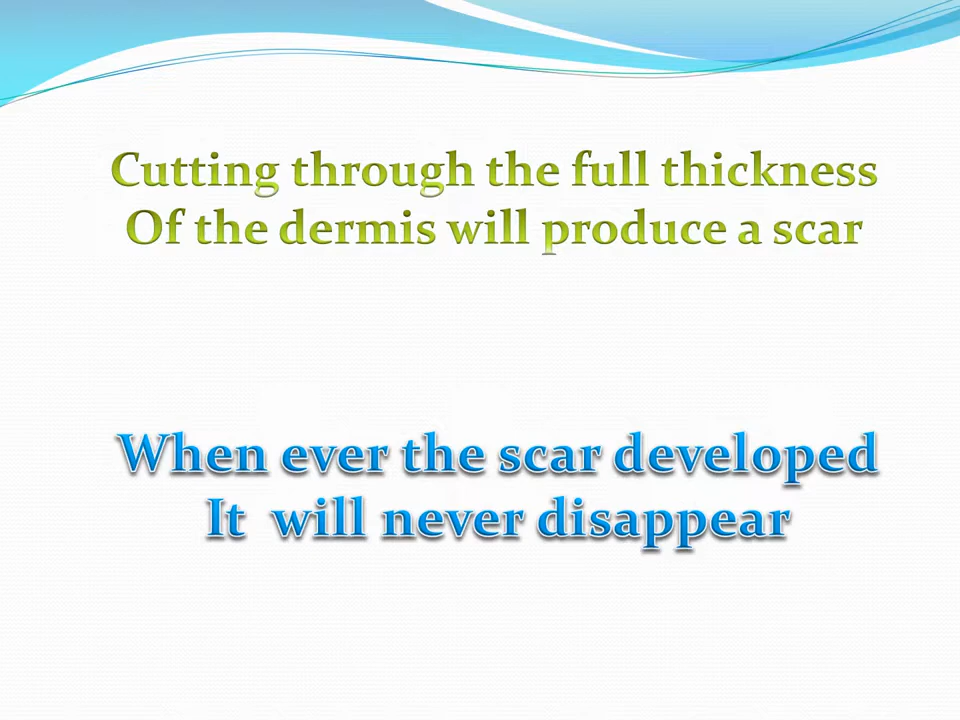 Cutting through the full thickness
Of the dermis will produce a scar
When ever the scar developed
It will never disappear